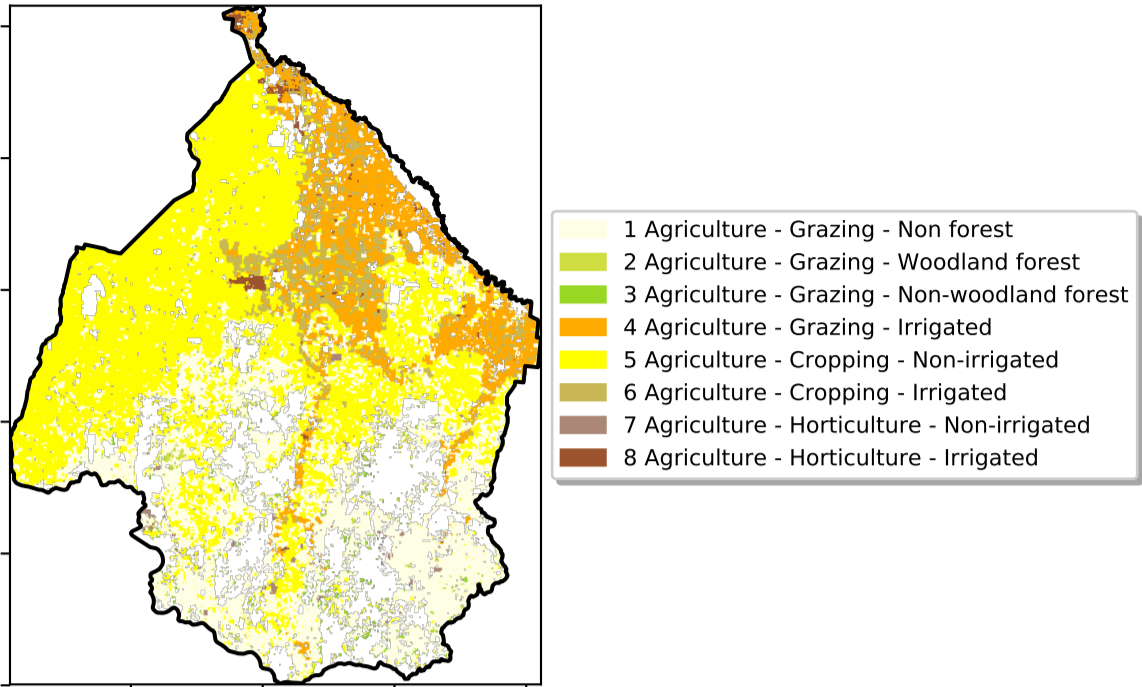 1 Agriculture - Grazing - Non forest
2 Agriculture - Grazing - Woodland forest
3 Agriculture - Grazing - Non-woodland forest
4 Agriculture - Grazing - Irrigated
5 Agriculture - Cropping - Non-irrigated
6 Agriculture - Cropping - Irrigated
7 Agriculture - Horticulture - Non-irrigated
8 Agriculture - Horticulture - Irrigated